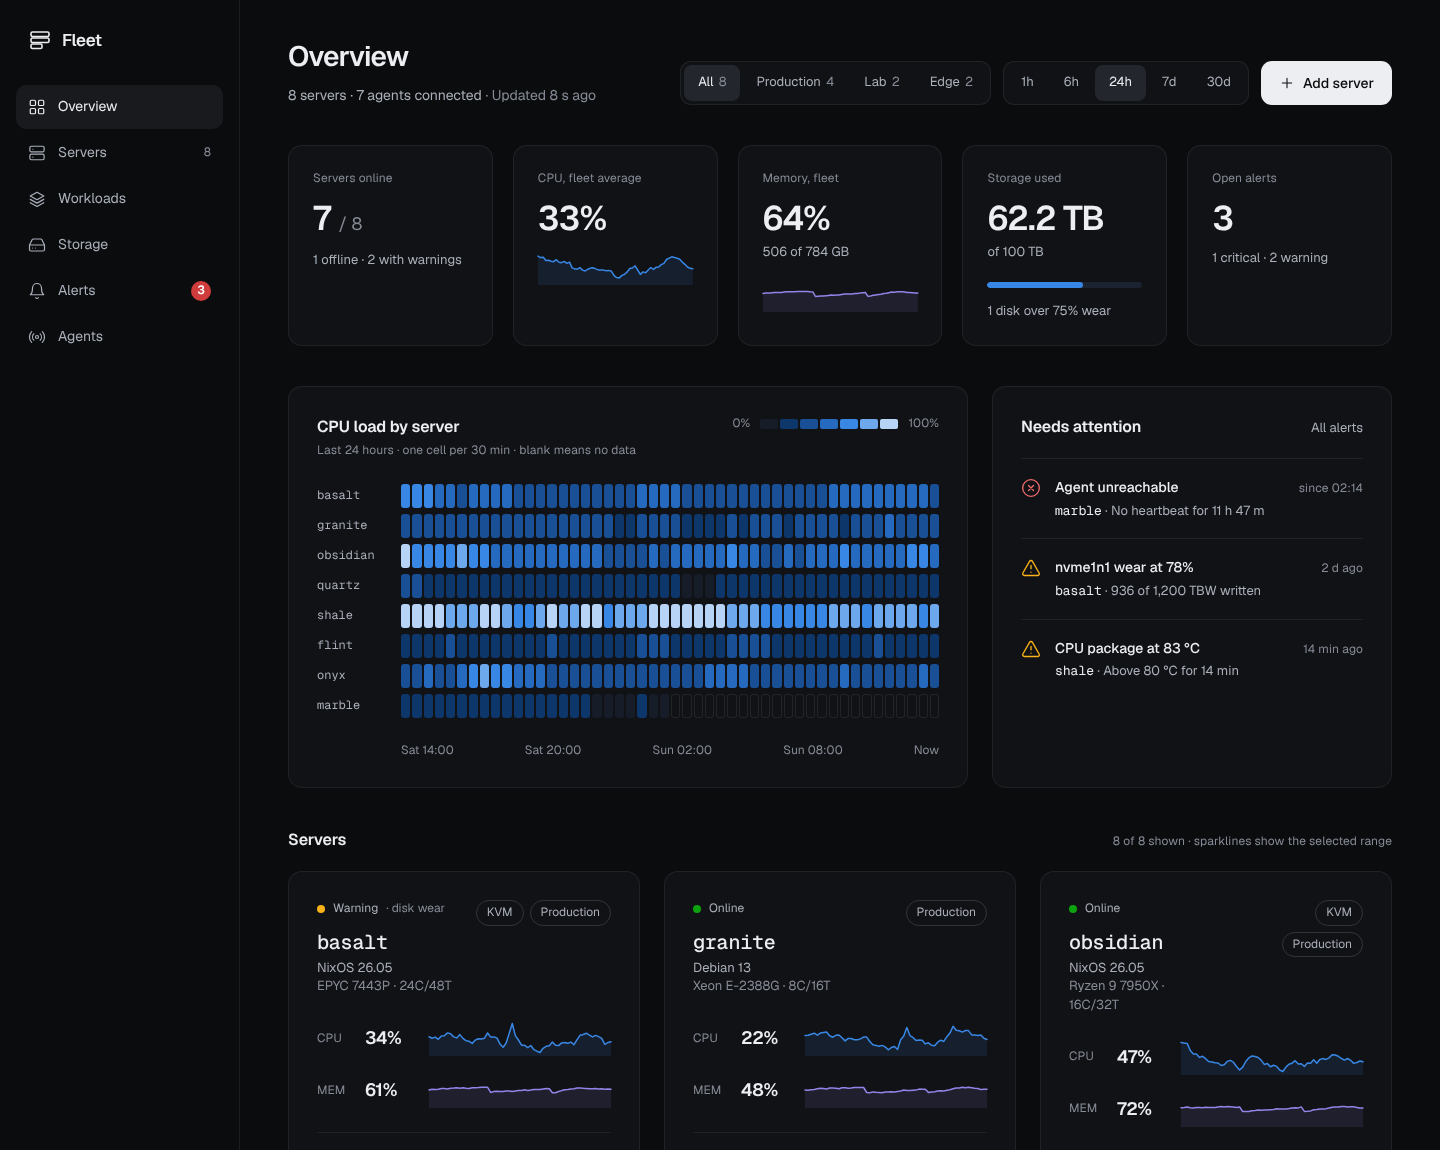 Fleet
Overview
Servers 8
Workloads
Storage
Alerts 3
Agents
Overview
8 servers · 7 agents connected · Updated 8 s ago
All 8 Production 4 Lab 2 Edge 2
1h 6h 24h 7d 30d
+ Add server
Servers online
7 / 8
1 offline · 2 with warnings
CPU, fleet average
33%
Memory, fleet
64%
506 of 784 GB
Storage used
62.2 TB
of 100 TB
1 disk over 75% wear
Open alerts
3
1 critical · 2 warning
CPU load by server
0% 100%
Last 24 hours · one cell per 30 min · blank means no data
basalt
granite
obsidian
quartz
shale
flint
onyx
marble
Sat 14:00 Sat 20:00 Sun 02:00 Sun 08:00 Now
Needs attention All alerts
Agent unreachable since 02:14
marble · No heartbeat for 11 h 47 m
nvme1n1 wear at 78% 2 d ago
basalt · 936 of 1,200 TBW written
CPU package at 83 °C 14 min ago
shale · Above 80 °C for 14 min
Servers
8 of 8 shown · sparklines show the selected range
Warning · disk wear KVM Production
basalt
NixOS 26.05
EPYC 7443P · 24C/48T
CPU 34%
MEM 61%
Online Production
granite
Debian 13
Xeon E-2388G · 8C/16T
CPU 22%
MEM 48%
Online KVM
Production
obsidian
NixOS 26.05
Ryzen 9 7950X ·
16C/32T
CPU 47%
MEM 72%